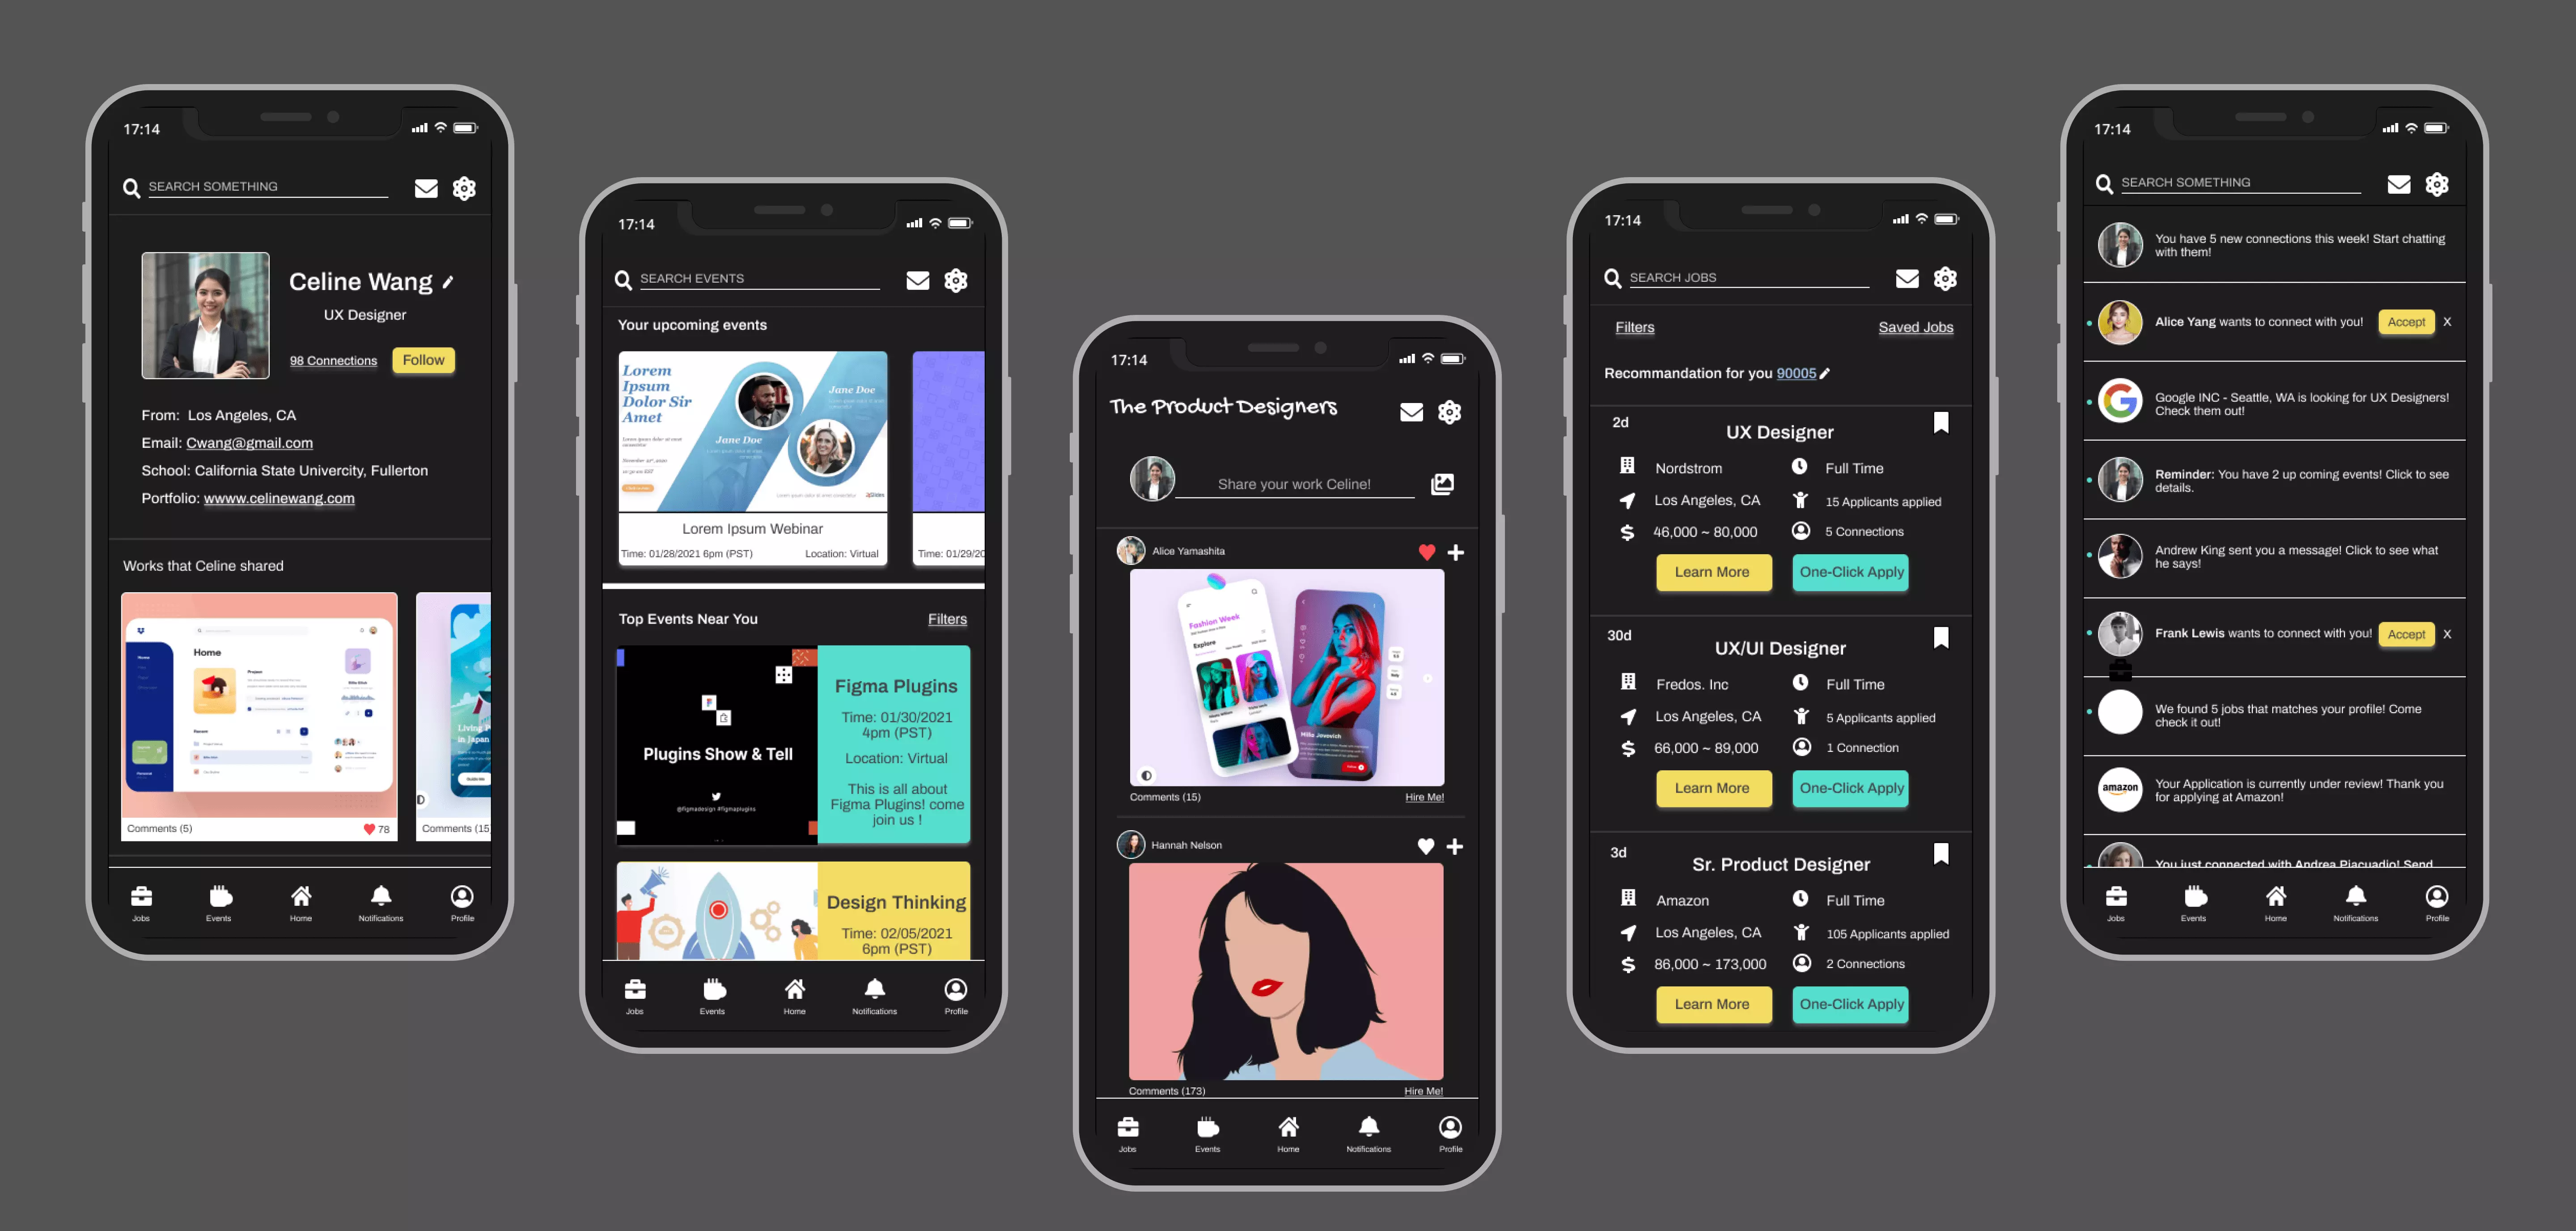 17:14
SEARCH SOMETHING
Celine Wang
UX Designer
98 Connections
Follow
From: Los Angeles, CA
Email: Cwang@gmail.com
School: California State Univercity, Fullerton
Portfolio: wwww.celinewang.com
Works that Celine shared
Home
Living
in Japan
Comments (5)
78
Comments (15
Jobs
Events
Home
Notifications
Profile
17:14
SEARCH EVENTS
Your upcoming events
Lorem
Ipsum
Dolor Sir
Amet
Jane Doe
Jane Doe
Lorem Ipsum Webinar
Time: 01/28/2021 6pm (PST)
Location: Virtual
Time: 01/29/20
Top Events Near You
Filters
Plugins Show & Tell
@figmadesign #figmaplugins
Figma Plugins
Time: 01/30/2021
4pm (PST)
Location: Virtual
This is all about
Figma Plugins! come
join us !
Design Thinking
Time: 02/05/2021
6pm (PST)
Jobs
Events
Home
Notifications
Profile
17:14
The Product Designers
Share your work Celine!
Alice Yamashita
Fashion Week
Explore
Milla Jovovich
Comments (15)
Hire Me!
Hannah Nelson
Comments (173)
Hire Me!
Jobs
Events
Home
Notifications
Profile
17:14
SEARCH JOBS
Filters
Saved Jobs
Recommandation for you 90005
2d
UX Designer
Nordstrom
Full Time
Los Angeles, CA
15 Applicants applied
46,000 ~ 80,000
5 Connections
Learn More
One-Click Apply
30d
UX/UI Designer
Fredos. Inc
Full Time
Los Angeles, CA
5 Applicants applied
66,000 ~ 89,000
1 Connection
Learn More
One-Click Apply
3d
Sr. Product Designer
Amazon
Full Time
Los Angeles, CA
105 Applicants applied
86,000 ~ 173,000
2 Connections
Learn More
One-Click Apply
17:14
SEARCH SOMETHING
You have 5 new connections this week! Start chatting
with them!
Alice Yang wants to connect with you!
Accept
X
Google INC - Seattle, WA is looking for UX Designers!
Check them out!
Reminder: You have 2 up coming events! Click to see
details.
Andrew King sent you a message! Click to see what
he says!
Frank Lewis wants to connect with you!
Accept
X
We found 5 jobs that matches your profile! Come
check it out!
amazon
Your Application is currently under review! Thank you
for applying at Amazon!
You just connected with Andrea Piacuadio! Send
Jobs
Events
Home
Notifications
Profile